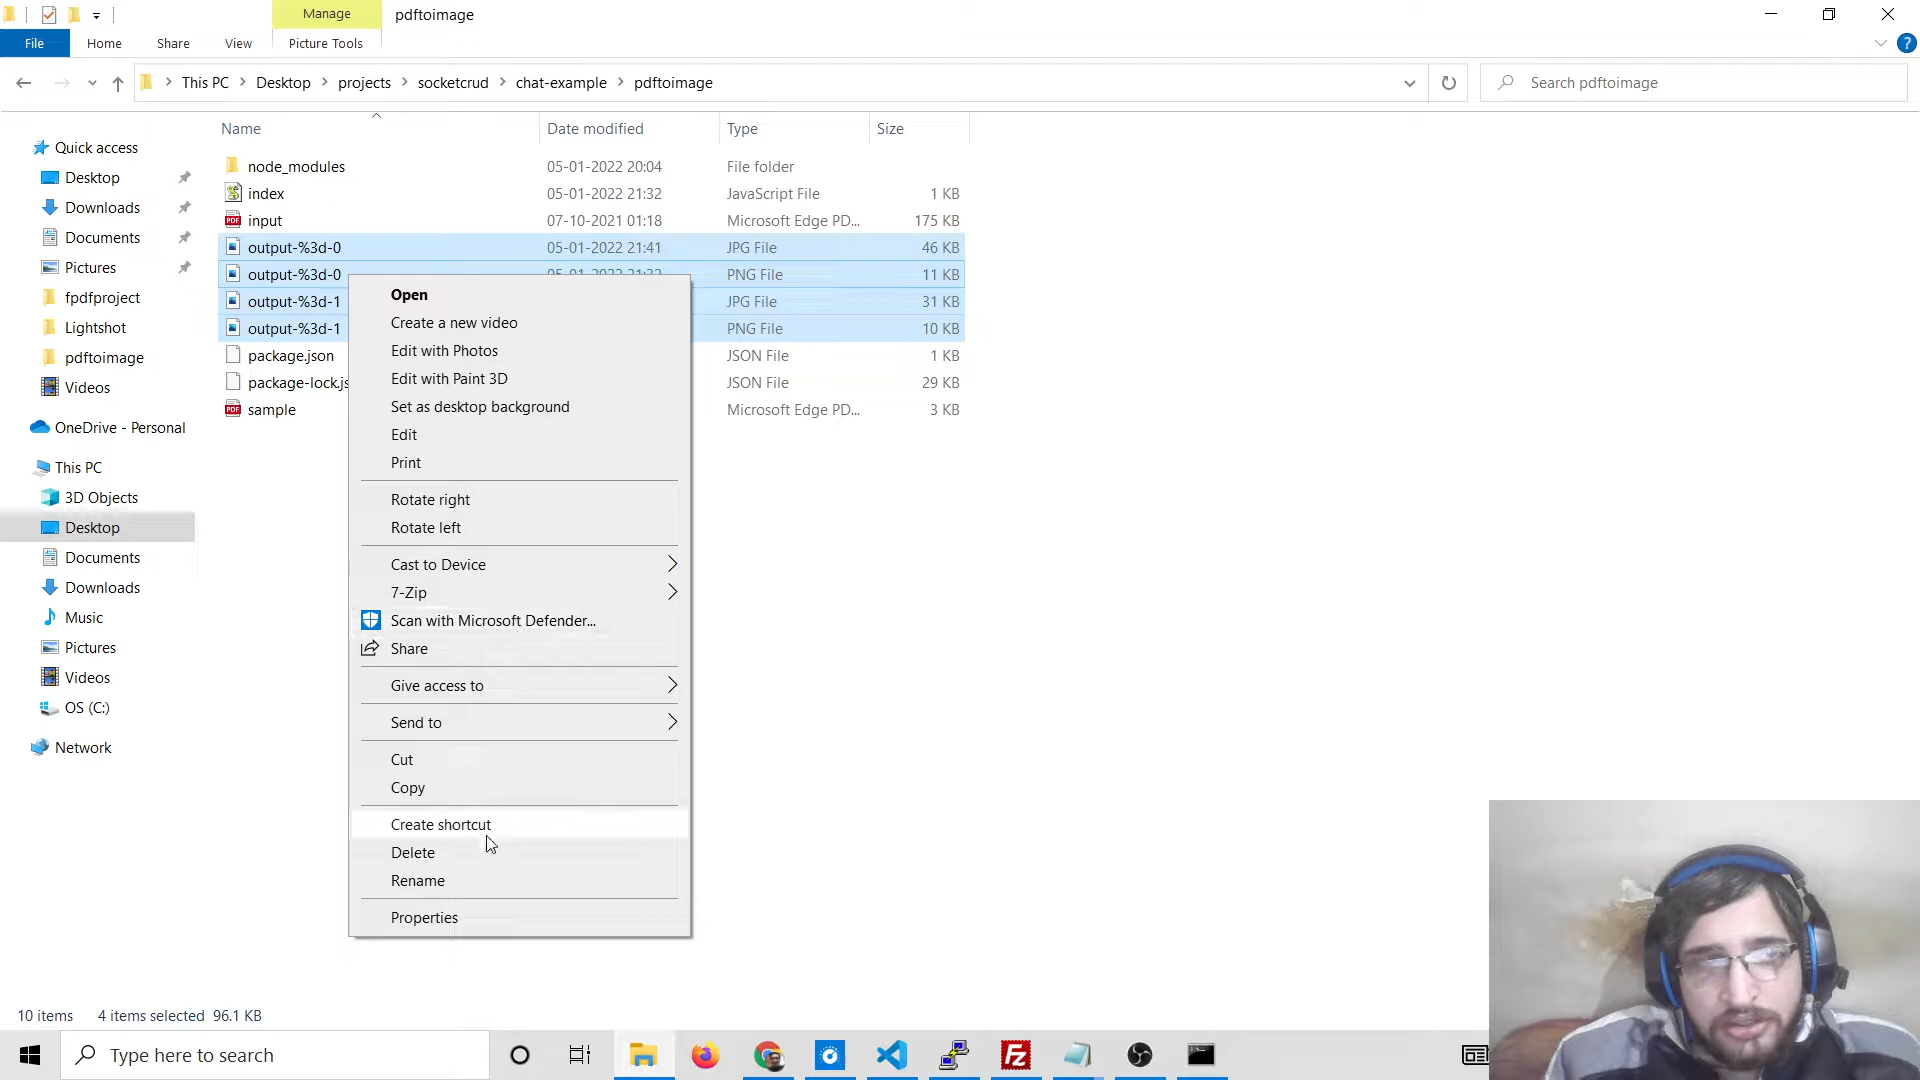 Manage
pdftoimage
File
Home
Share
View
Picture Tools
This PC
Desktop
projects
socketcrud
chat-example
pdftoimage
Search pdftoimage
Name
Date modified
Type
Size
node_modules 05-01-2022 20:04 File folder
index 05-01-2022 21:32 JavaScript File 1 KB
input 07-10-2021 01:18 Microsoft Edge PD... 175 KB
output-%3d-0 05-01-2022 21:41 JPG File 46 KB
output-%3d-0 05-01-2022 21:32 PNG File 11 KB
output-%3d-1 JPG File 31 KB
output-%3d-1 PNG File 10 KB
package.json JSON File 1 KB
package-lock.js JSON File 29 KB
sample Microsoft Edge PD... 3 KB
Quick access
Desktop
Downloads
Documents
Pictures
fpdfproject
Lightshot
pdftoimage
Videos
OneDrive - Personal
This PC
3D Objects
Desktop
Documents
Downloads
Music
Pictures
Videos
OS (C:)
Network
Open
Create a new video
Edit with Photos
Edit with Paint 3D
Set as desktop background
Edit
Print
Rotate right
Rotate left
Cast to Device
7-Zip
Scan with Microsoft Defender...
Share
Give access to
Send to
Cut
Copy
Create shortcut
Delete
Rename
Properties
10 items
4 items selected 96.1 KB
Type here to search